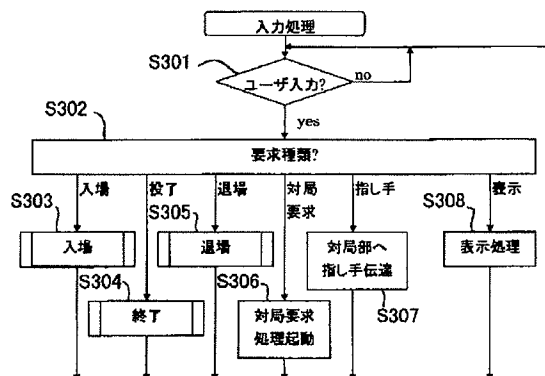 入力処理
S301
ユーザ入力?
no
yes
S302
要求種類?
入場
投了
退場
対局
要求
指し手
表示
S303
入場
S304
終了
S305
退場
S306
対局要求
処理起動
対局部へ
指し手伝達
S307
S308
表示処理